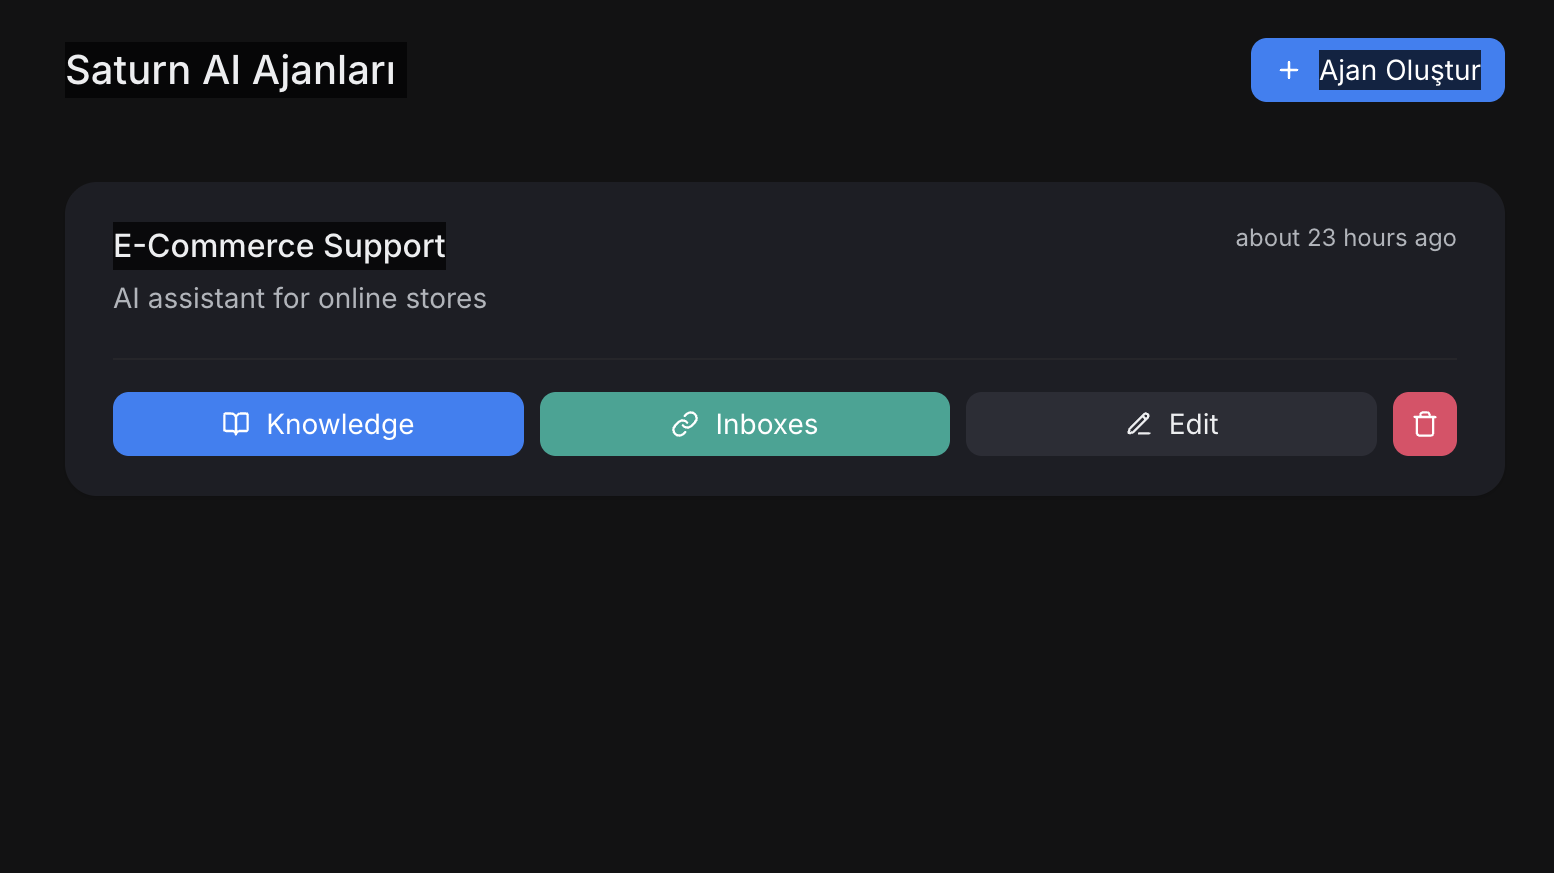 Saturn AI Ajanları
Ajan Oluştur
E-Commerce Support
about 23 hours ago
AI assistant for online stores
Knowledge
Inboxes
Edit